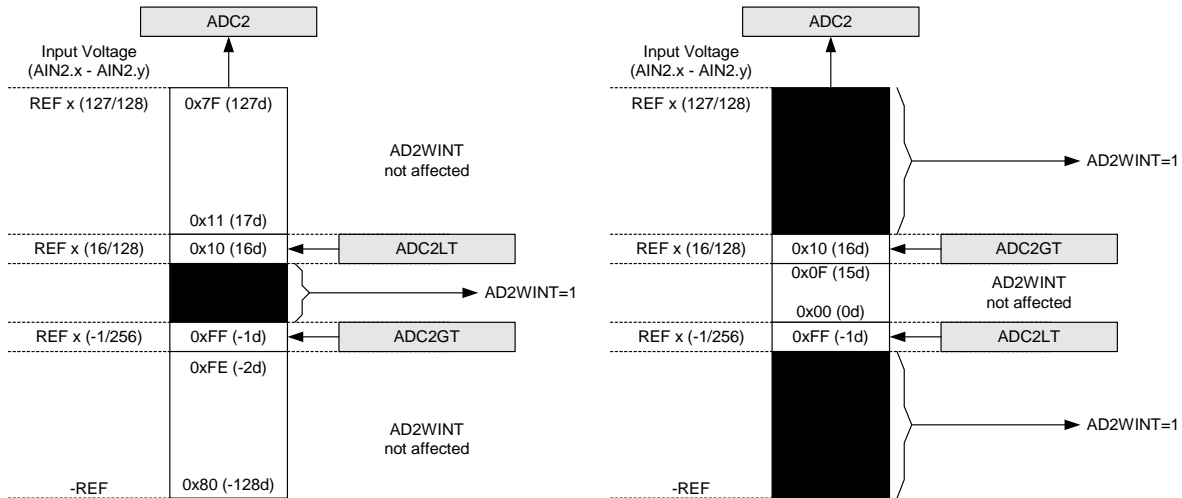 ADC2
Input Voltage
(AIN2.x - AIN2.y)
REF x (127/128)
0x7F (127d)
AD2WINT
not affected
0x11 (17d)
REF x (16/128)
0x10 (16d)
ADC2LT
AD2WINT=1
REF x (-1/256)
0xFF (-1d)
ADC2GT
0xFE (-2d)
AD2WINT
not affected
0x80 (-128d)
-REF
ADC2
Input Voltage
(AIN2.x - AIN2.y)
REF x (127/128)
AD2WINT=1
REF x (16/128)
0x10 (16d)
ADC2GT
0x0F (15d)
AD2WINT
not affected
0x00 (0d)
REF x (-1/256)
0xFF (-1d)
ADC2LT
AD2WINT=1
-REF